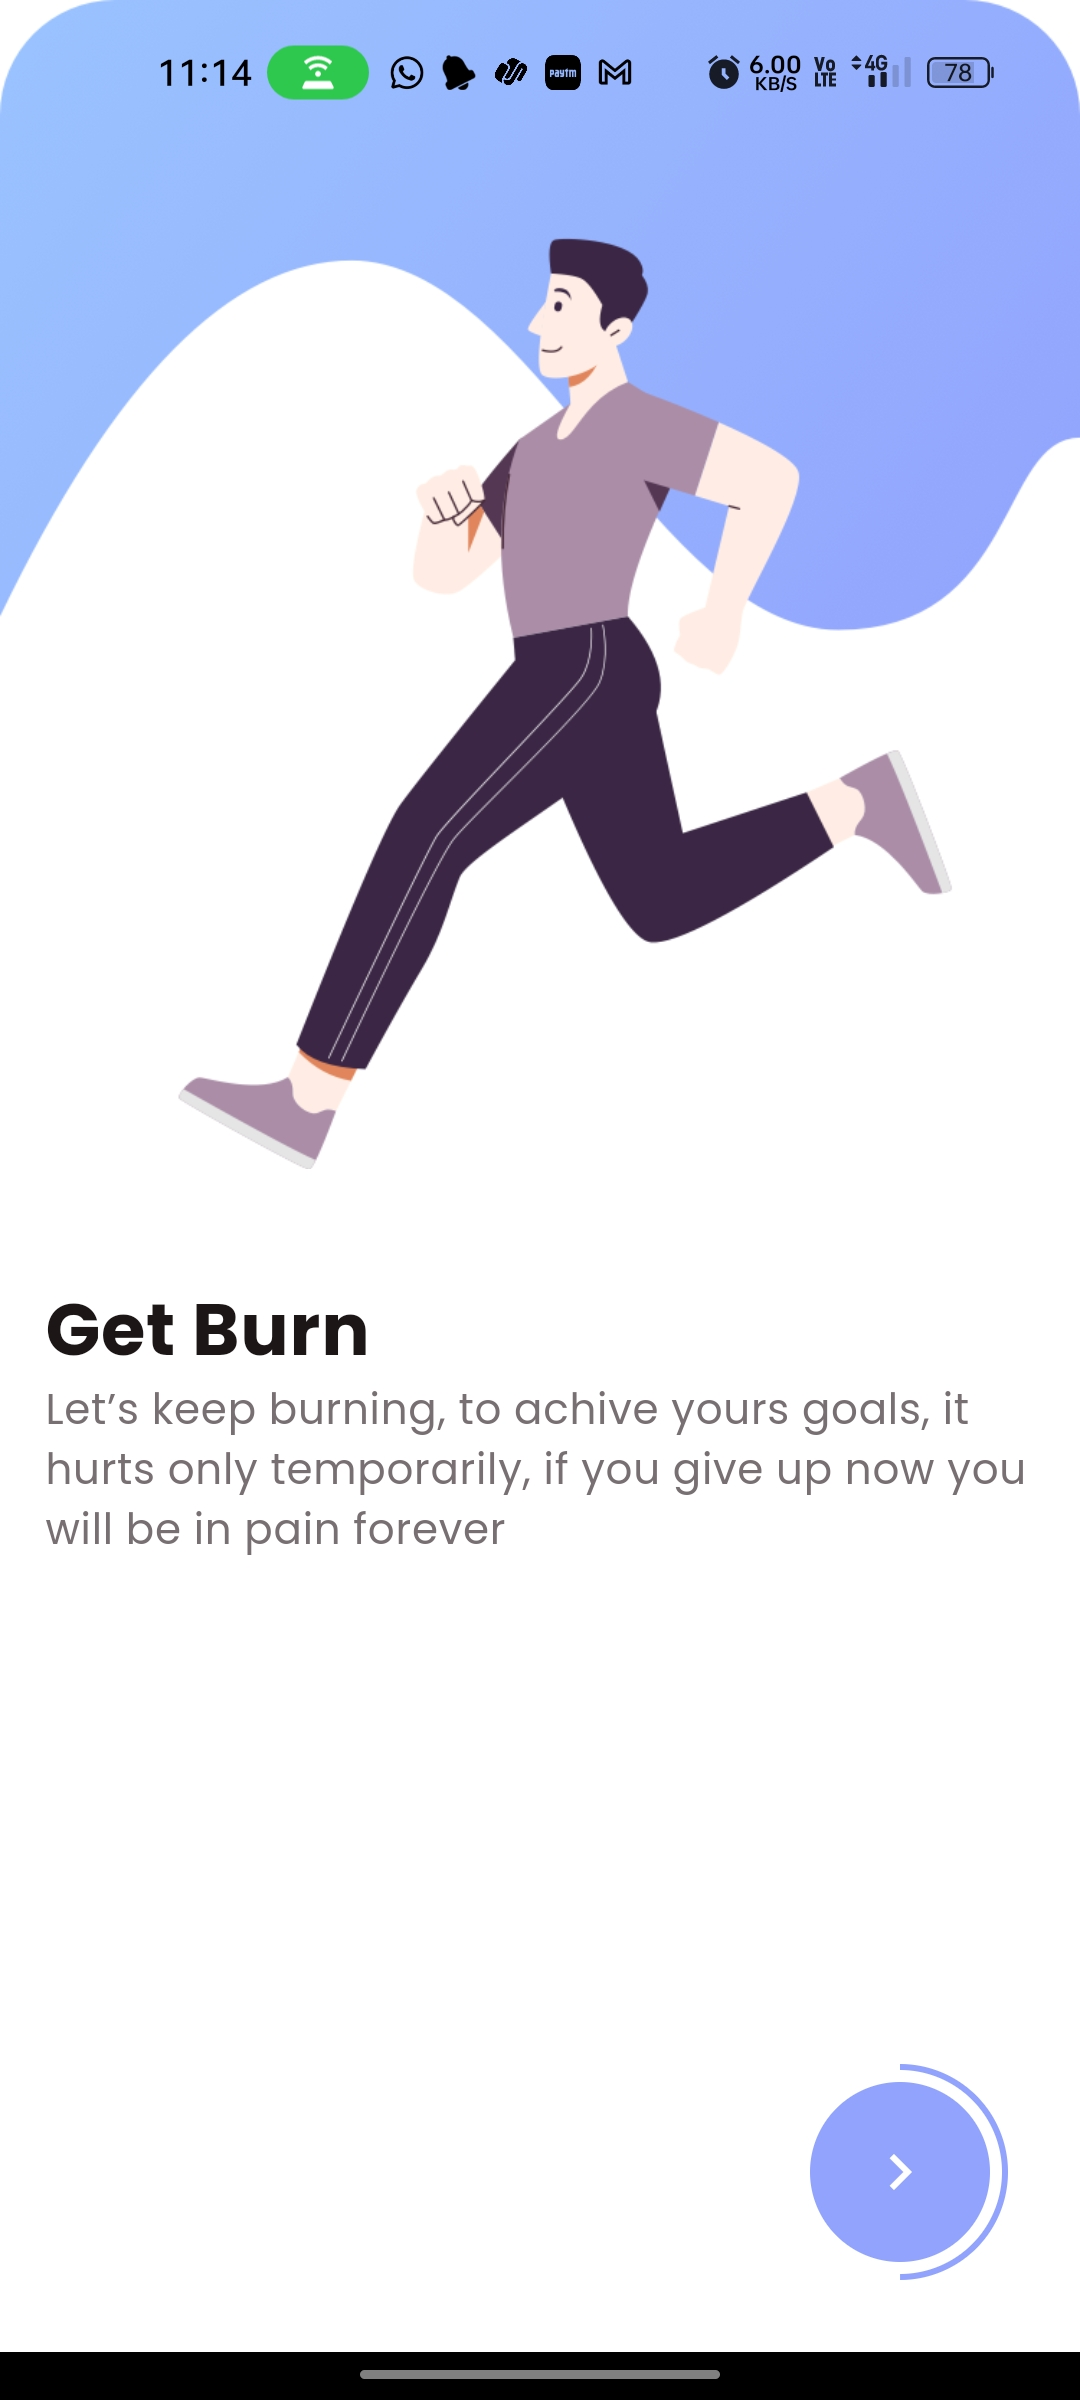 11:14 paytm 6.00 KB/S Vo LTE 4G 78
Get Burn
Let’s keep burning, to achive yours goals, it
hurts only temporarily, if you give up now you
will be in pain forever